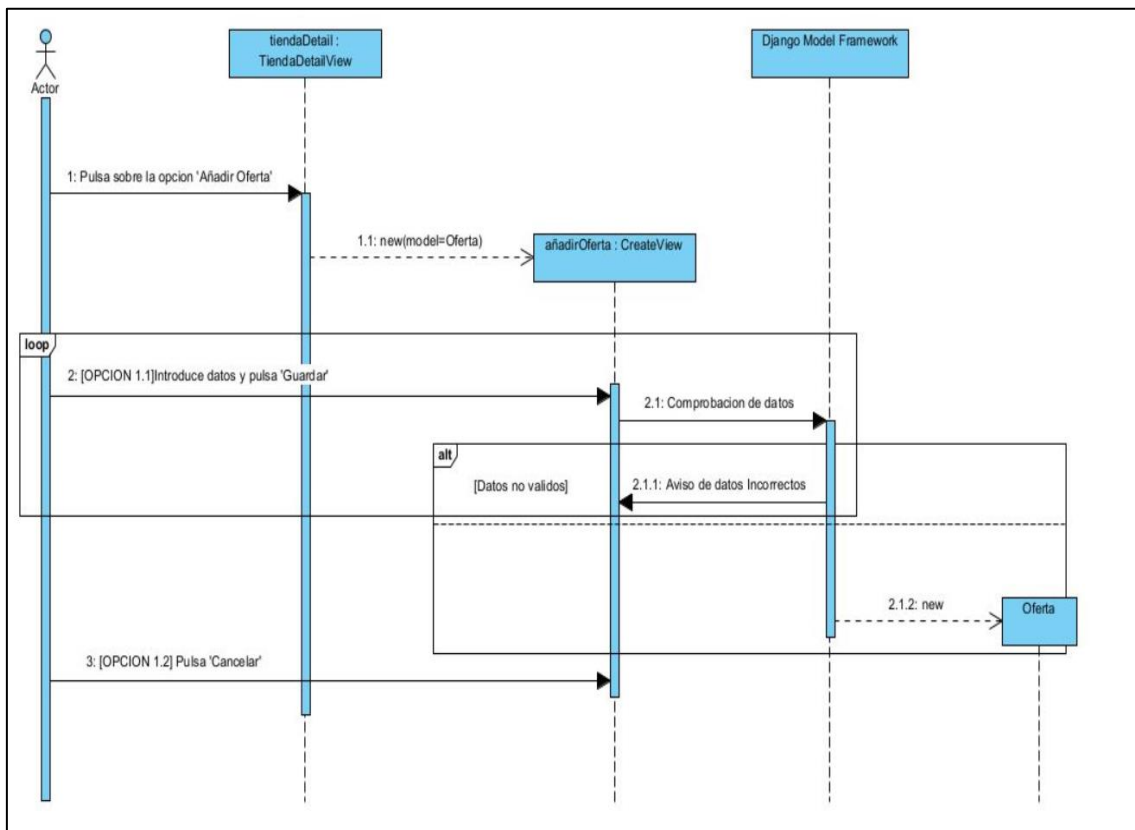 tiendaDetail :
TiendaDetailView
Django Model Framework
Actor
1: Pulsa sobre la opcion 'Añadir Oferta'
1.1: new(model=Oferta)
añadirOferta : CreateView
loop
2: [OPCION 1.1]Introduce datos y pulsa 'Guardar'
2.1: Comprobacion de datos
alt
[Datos no validos]
2.1.1: Aviso de datos Incorrectos
2.1.2: new
Oferta
3: [OPCION 1.2] Pulsa 'Cancelar'